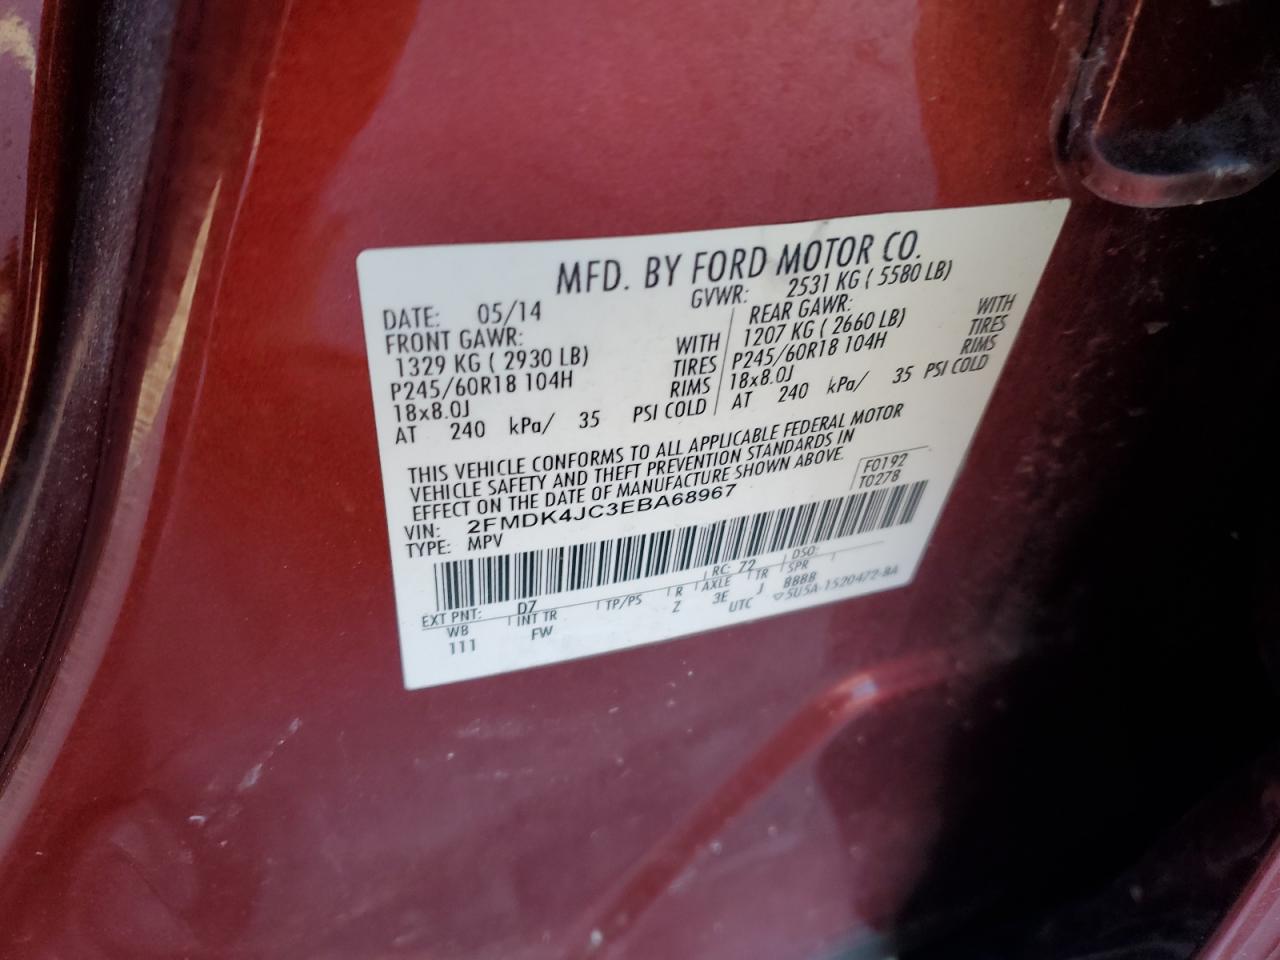 MFD. BY FORD MOTOR CO.
DATE: 05/14 GVWR: 2531 KG ( 5580 LB)
FRONT GAWR: REAR GAWR:
1329 KG ( 2930 LB) WITH 1207 KG ( 2660 LB) WITH
P245/60R18 104H TIRES P245/60R18 104H TIRES
18x8.0J RIMS 18x8.0J RIMS
AT 240 kPa/ 35 PSI COLD AT 240 kPa/ 35 PSI COLD
THIS VEHICLE CONFORMS TO ALL APPLICABLE FEDERAL MOTOR
VEHICLE SAFETY AND THEFT PREVENTION STANDARDS IN
EFFECT ON THE DATE OF MANUFACTURE SHOWN ABOVE.
VIN: 2FMDK4JC3EBA68967 F0192
TYPE: MPV T0278
EXT PNT: D7 RC: 72 DSO:
WB INT TR TP/PS R AXLE TR SPR
111 FW Z 3E J BBBB
UTC ▽5U5A-1520472-BA